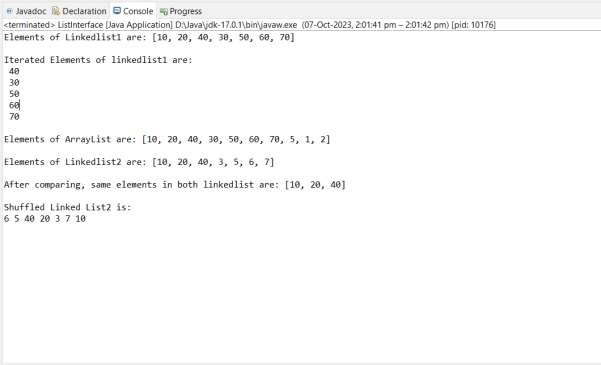 Javadoc Declaration Console Progress
<terminated> ListInterface [Java Application] D:\Java\jdk-17.0.1\bin\javaw.exe (07-Oct-2023, 2:01:41 pm – 2:01:42 pm) [pid: 10176]
Elements of Linkedlist1 are: [10, 20, 40, 30, 50, 60, 70]
Iterated Elements of linkedlist1 are:
40
30
50
60
70
Elements of ArrayList are: [10, 20, 40, 30, 50, 60, 70, 5, 1, 2]
Elements of Linkedlist2 are: [10, 20, 40, 3, 5, 6, 7]
After comparing, same elements in both linkedlist are: [10, 20, 40]
Shuffled Linked List2 is:
6 5 40 20 3 7 10